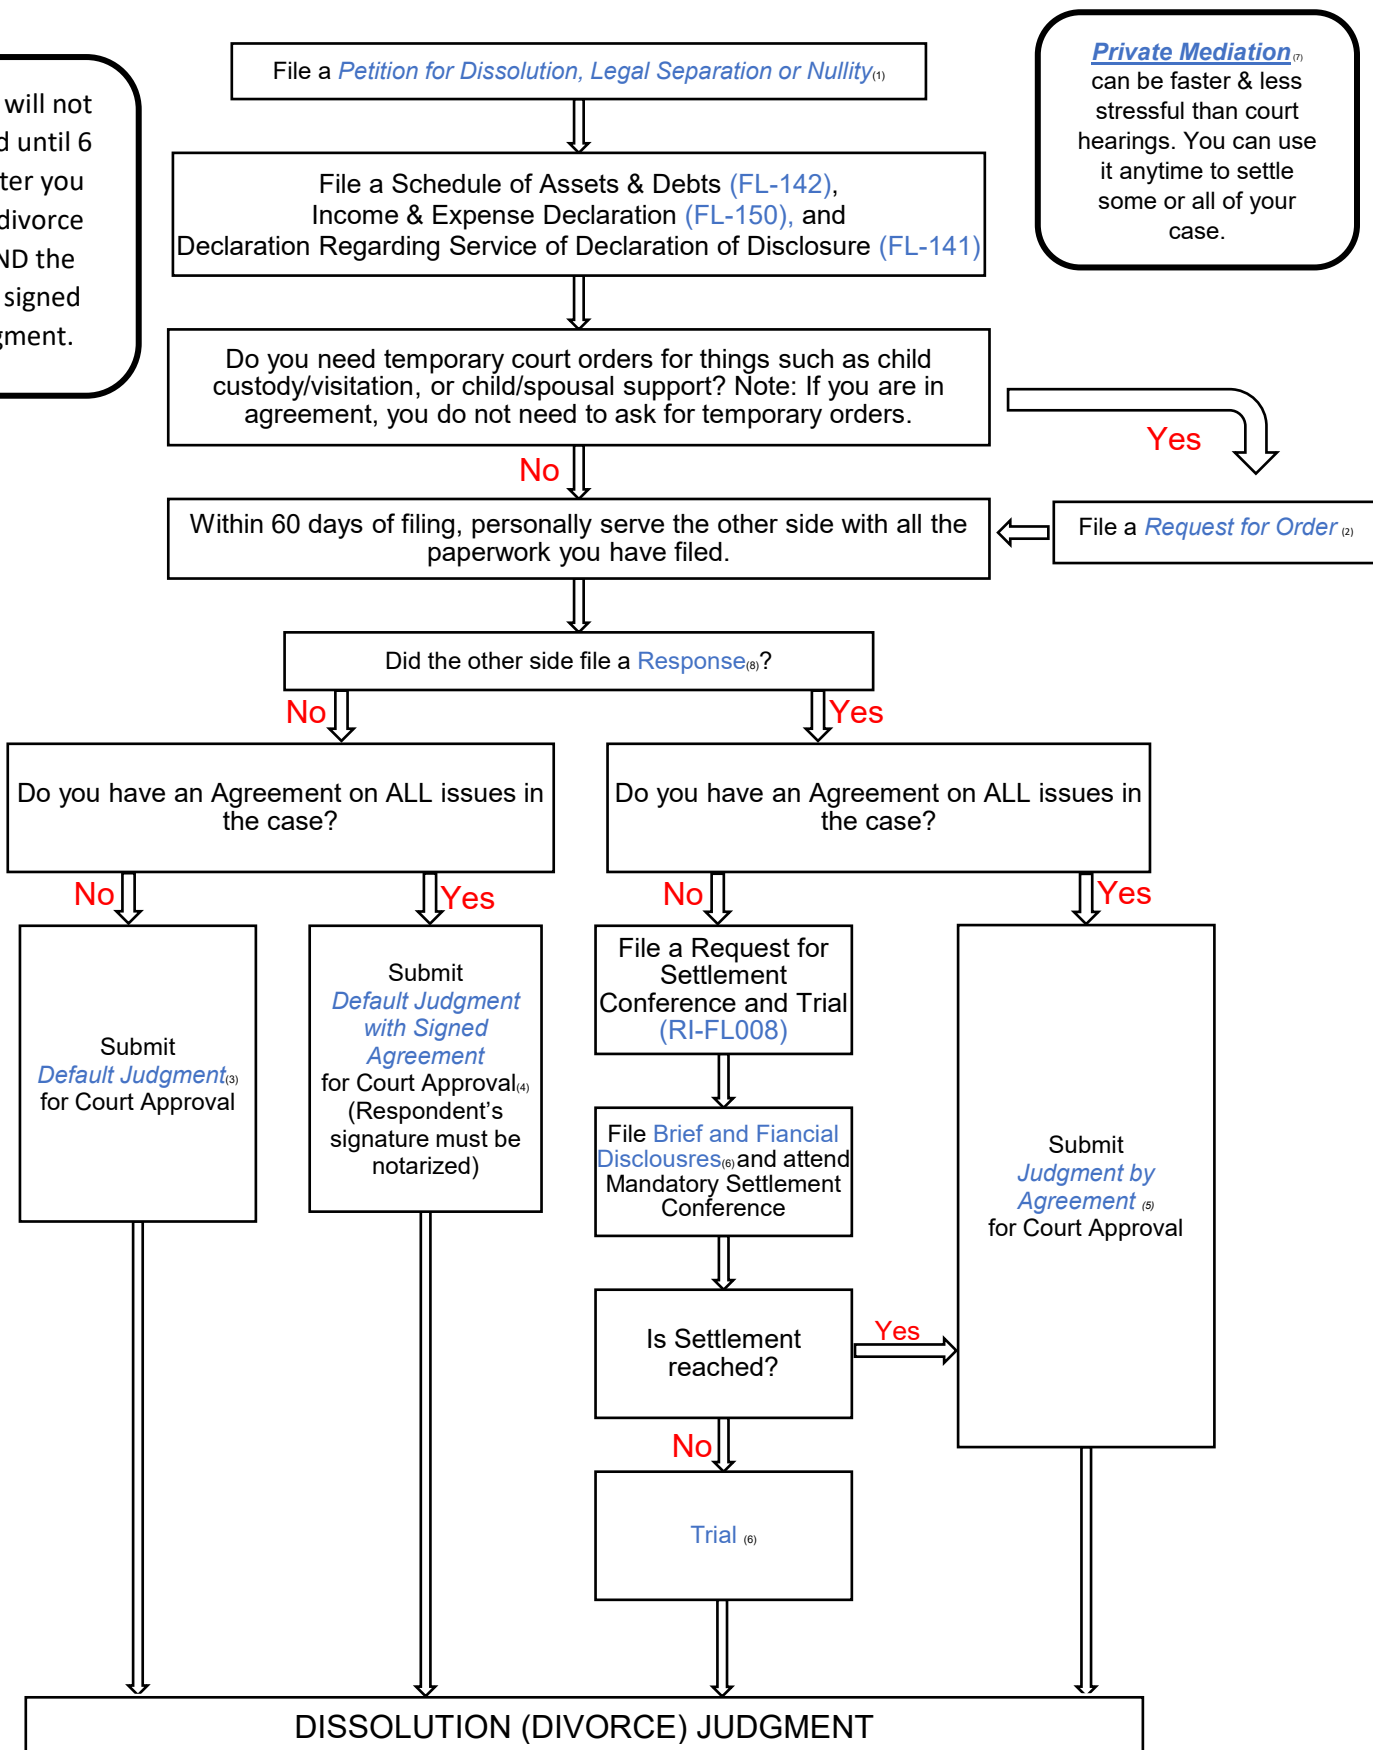 File a Petition for Dissolution, Legal Separation or Nullity(1)
Private Mediation (7)
can be faster & less
stressful than court
hearings. You can use
it anytime to settle
some or all of your
case.
will not
until 6
you
divorce
the
signed
File a Schedule of Assets & Debts (FL-142),
Income & Expense Declaration (FL-150), and
Declaration Regarding Service of Declaration of Disclosure (FL-141)
Do you need temporary court orders for things such as child
custody/visitation, or child/spousal support? Note: If you are in
agreement, you do not need to ask for temporary orders.
Yes
No
Within 60 days of filing, personally serve the other side with all the
paperwork you have filed.
File a Request for Order (2)
Did the other side file a Response(8)?
No
Yes
Do you have an Agreement on ALL issues in
the case?
Do you have an Agreement on ALL issues in
the case?
No
Yes
No
Yes
Submit
Default Judgment(3)
for Court Approval
Submit
Default Judgment
with Signed
Agreement
for Court Approval(4)
(Respondent's
signature must be
notarized)
File a Request for
Settlement
Conference and Trial
(RI-FL008)
File Brief and Fiancial
Disclousres(6) and attend
Mandatory Settlement
Conference
Submit
Judgment by
Agreement (5)
for Court Approval
Is Settlement
reached?
Yes
No
Trial (6)
DISSOLUTION (DIVORCE) JUDGMENT